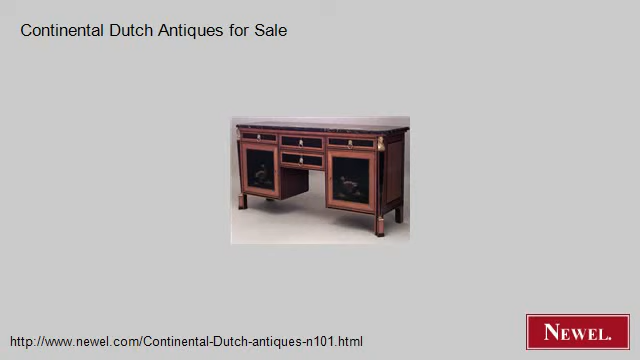 Continental Dutch Antiques for Sale
NEWEL.
http://www.newel.com/Continental-Dutch-antiques-n101.html